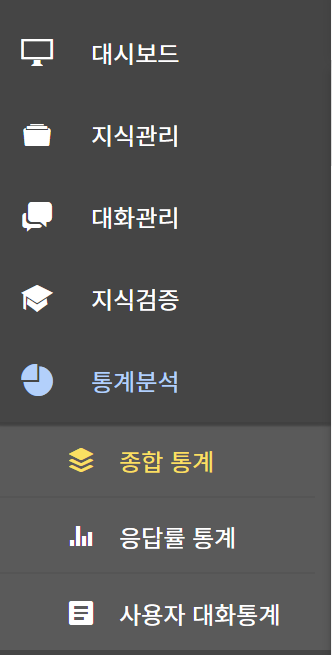 대시보드
지식관리
대화관리
지식검증
통계분석
종합 통계
응답률 통계
사용자 대화통계